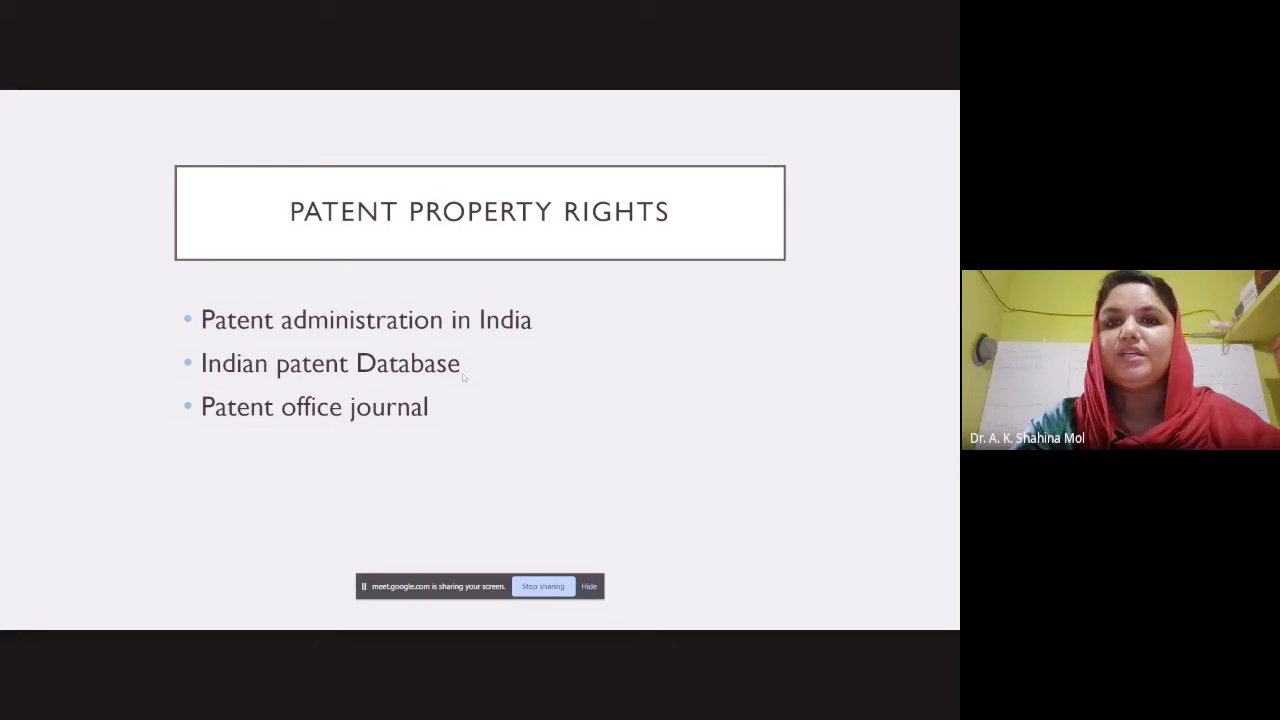 PATENT PROPERTY RIGHTS
Patent administration in India
Indian patent Database
Patent office journal
meet.google.com is sharing your screen. Stop sharing Hide
Dr. A. K. Shahina Mol